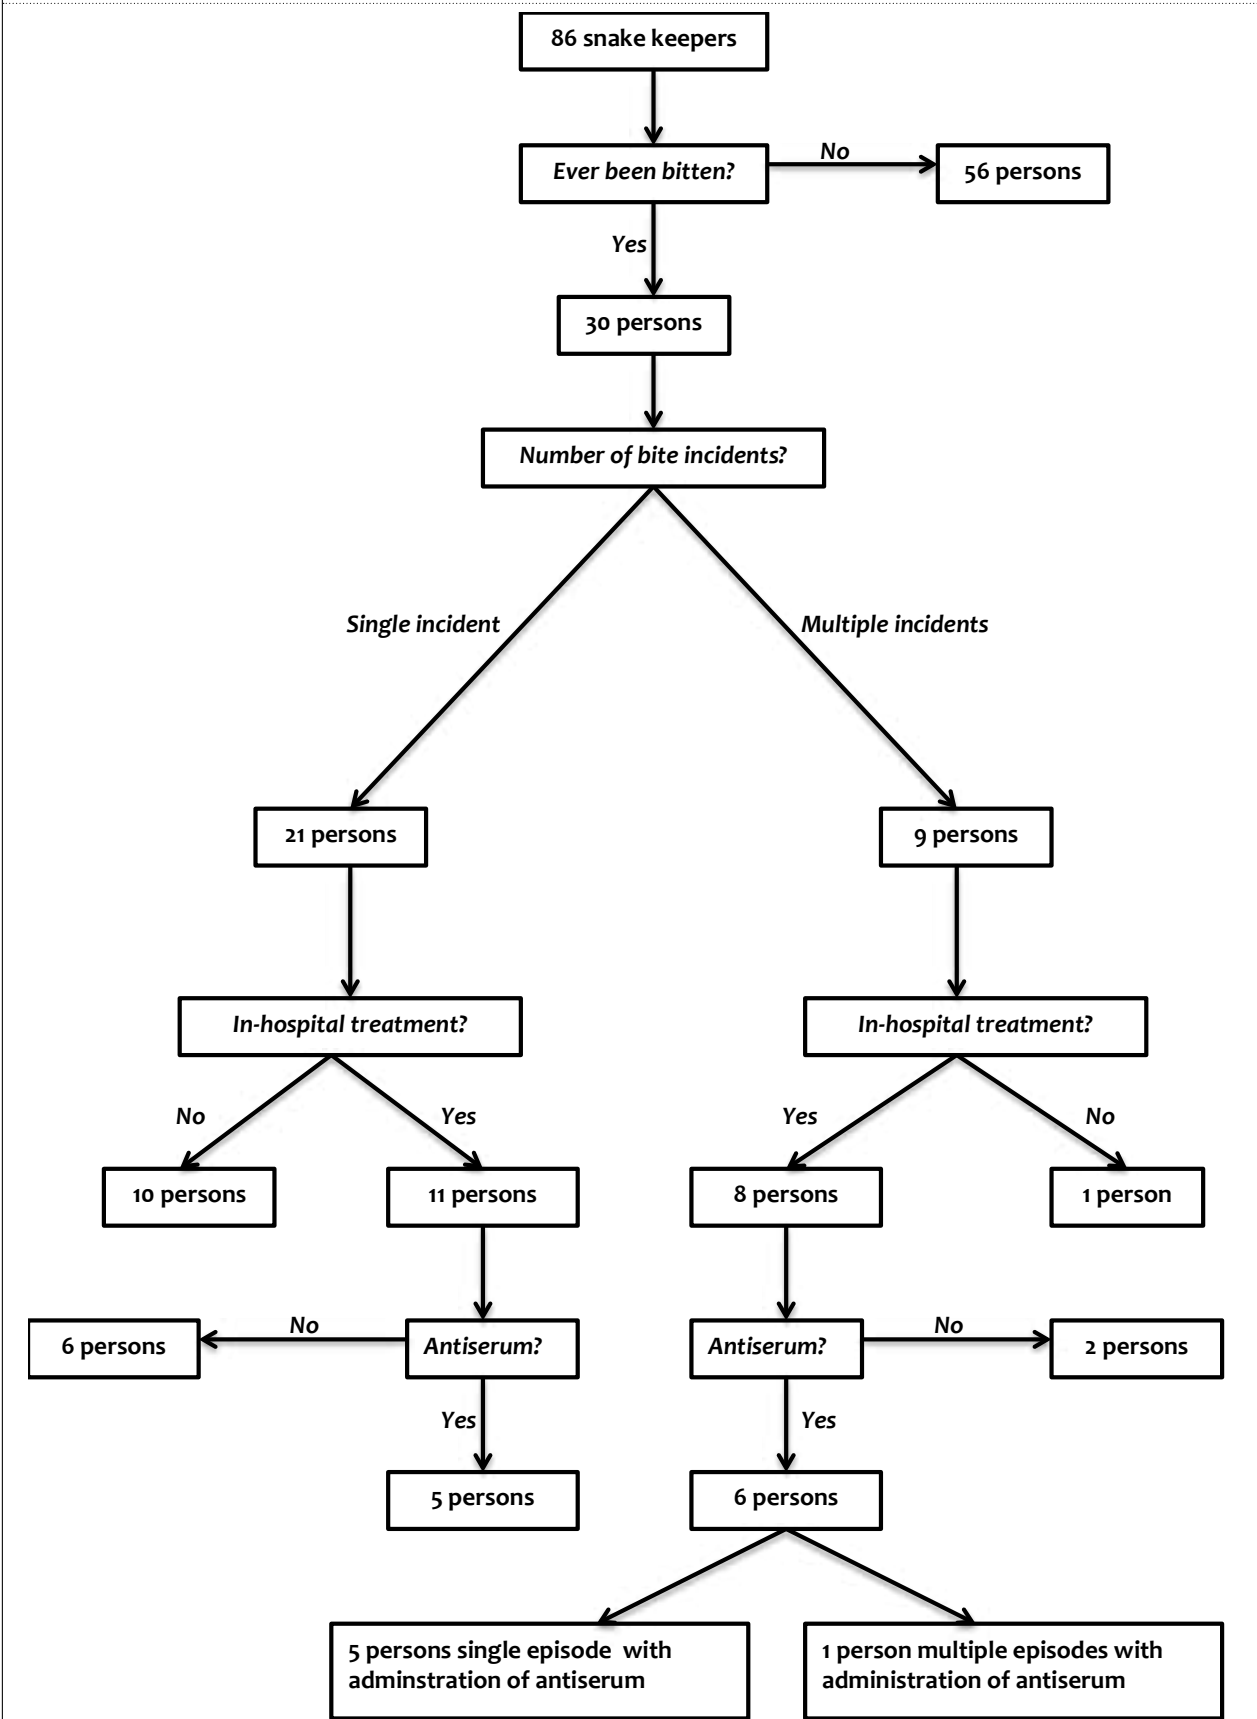 86 snake keepers
Ever been bitten?
No
56 persons
Yes
30 persons
Number of bite incidents?
Single incident
Multiple incidents
21 persons
9 persons
In-hospital treatment?
In-hospital treatment?
No
Yes
Yes
No
10 persons
11 persons
8 persons
1 person
6 persons
No
Antiserum?
Antiserum?
No
2 persons
Yes
Yes
5 persons
6 persons
5 persons single episode with
adminstration of antiserum
1 person multiple episodes with
administration of antiserum